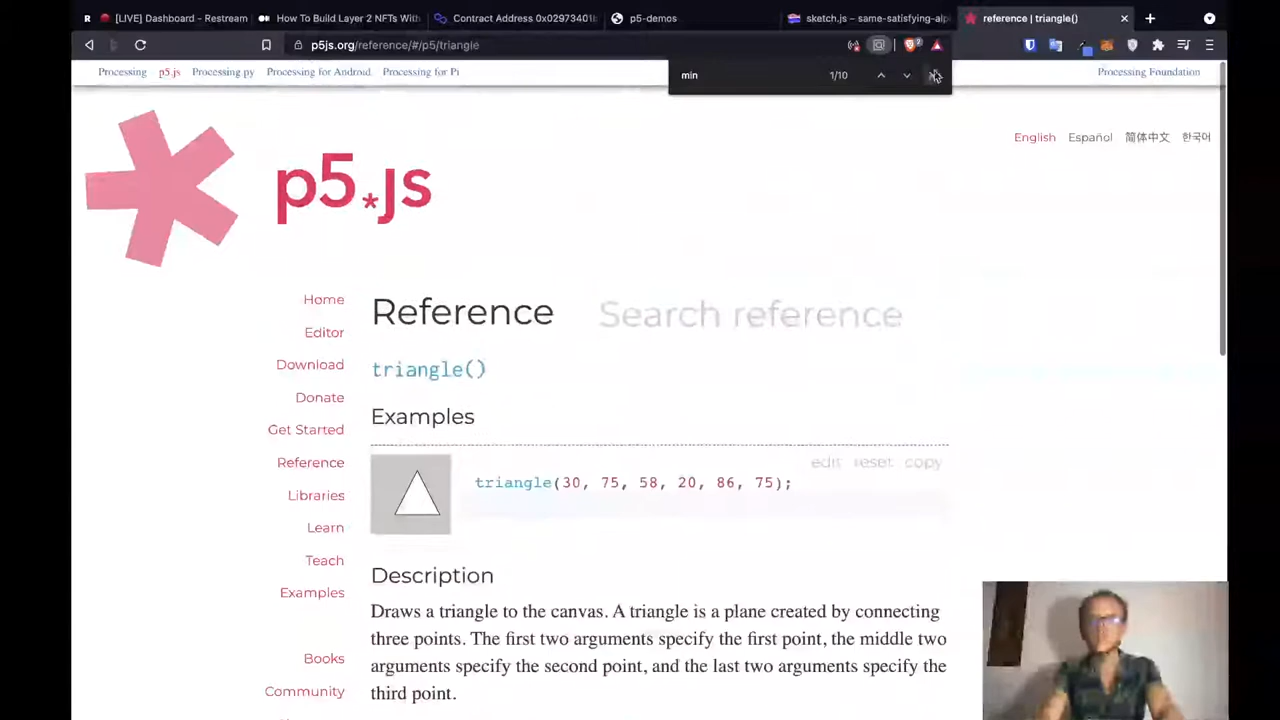 [LIVE] Dashboard - Restream
How To Build Layer 2 NFTs With
Contract Address 0x02973401
p5-demos
sketch.js – same-satisfying-alp
reference | triangle()
p5js.org/reference/#/p5/triangle
2
Processing p5.js Processing.py Processing for Android Processing for Pi
min 1/10
Processing Foundation
English Español 简体中文 한국어
p5*js
Home
Editor
Download
Donate
Get Started
Reference
Libraries
Learn
Teach
Examples
Books
Community
Reference Search reference
triangle()
Examples
edit reset copy
triangle(30, 75, 58, 20, 86, 75);
Description
Draws a triangle to the canvas. A triangle is a plane created by connecting
three points. The first two arguments specify the first point, the middle two
arguments specify the second point, and the last two arguments specify the
third point.